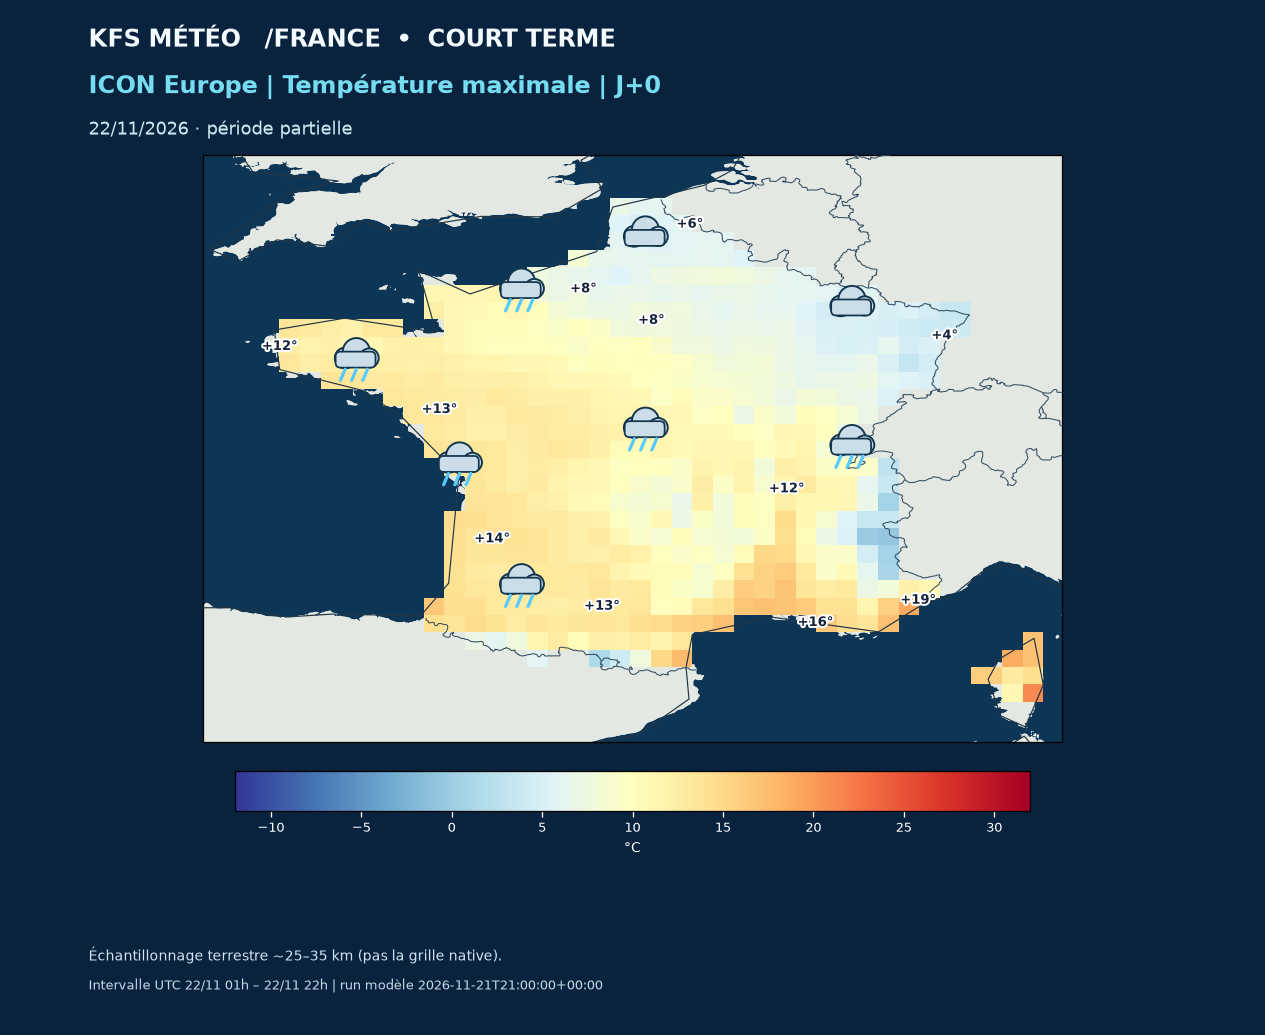 KFS MÉTÉO /FRANCE • COURT TERME
ICON Europe | Température maximale | J+0
22/11/2026 · période partielle
+6°
+8°
+8°
+4°
+12°
+13°
+12°
+14°
+19°
+13°
+16°
−10 −5 0 5 10 15 20 25 30
°C
Échantillonnage terrestre ~25–35 km (pas la grille native).
Intervalle UTC 22/11 01h – 22/11 22h | run modèle 2026-11-21T21:00:00+00:00